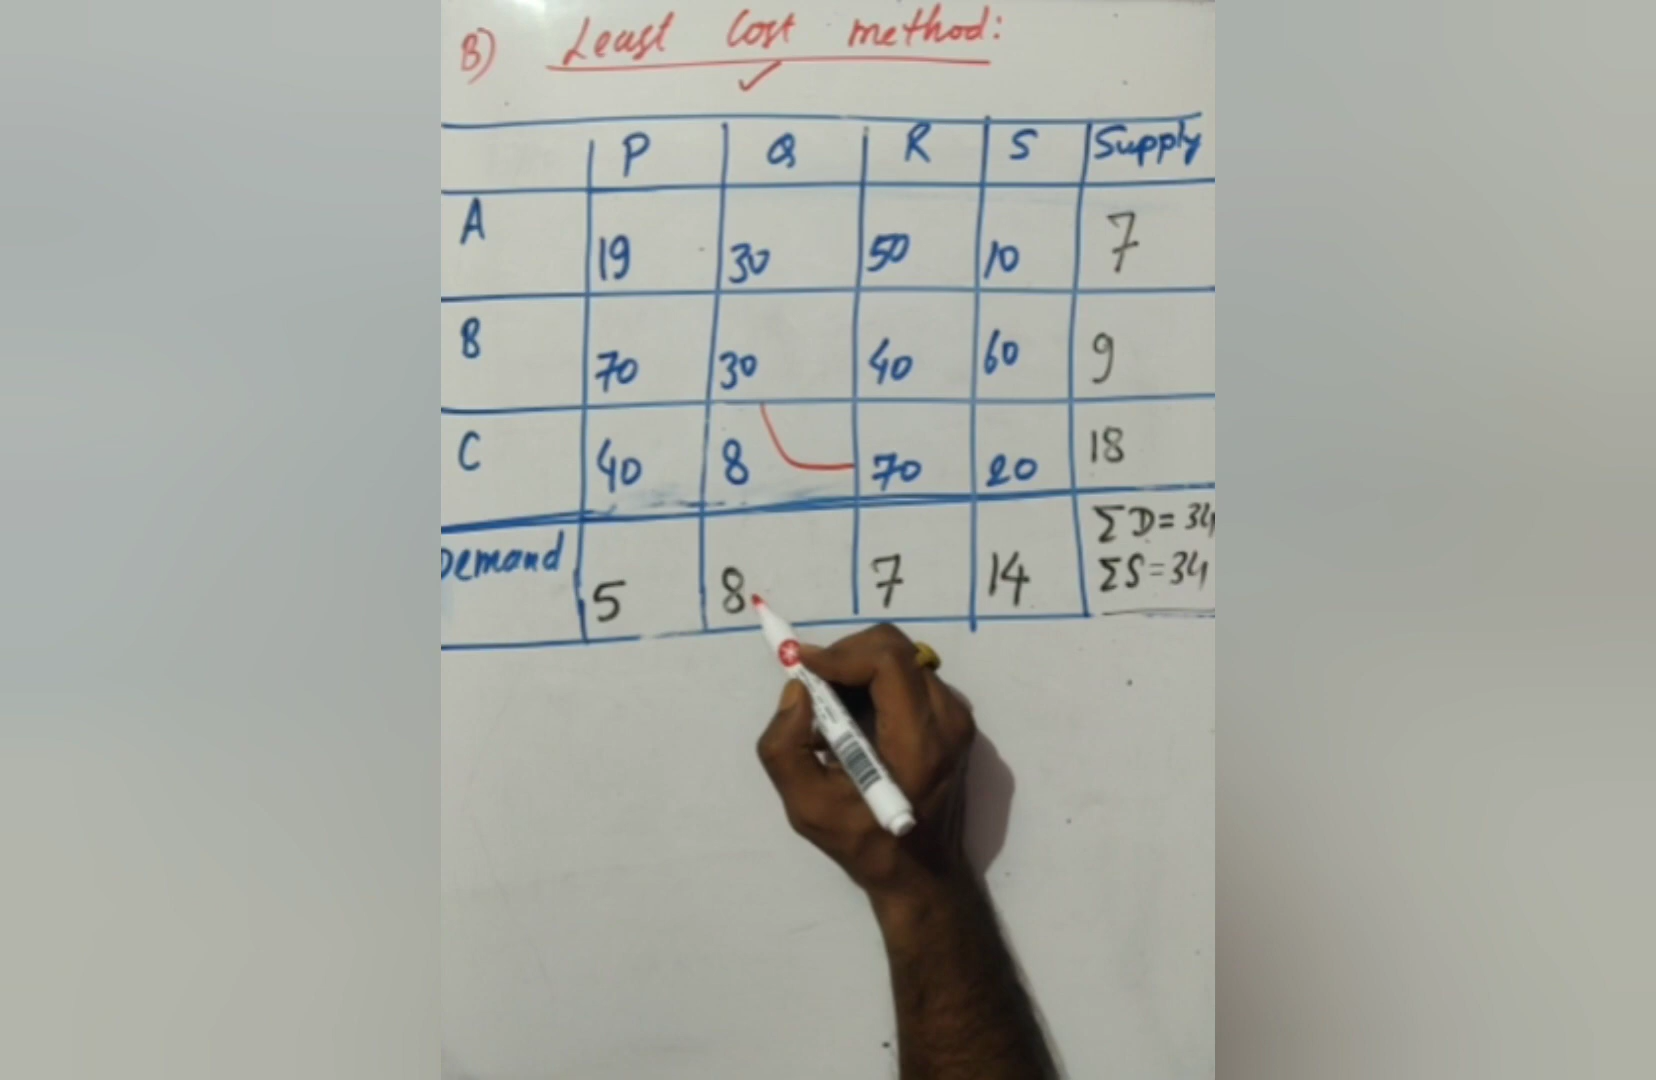 B) Least Cost method:
P Q R S Supply
A 19 30 50 10 7
B 70 30 40 60 9
C 40 8 70 20 18
Demand 5 8 7 14 ΣD=34
ΣS=34